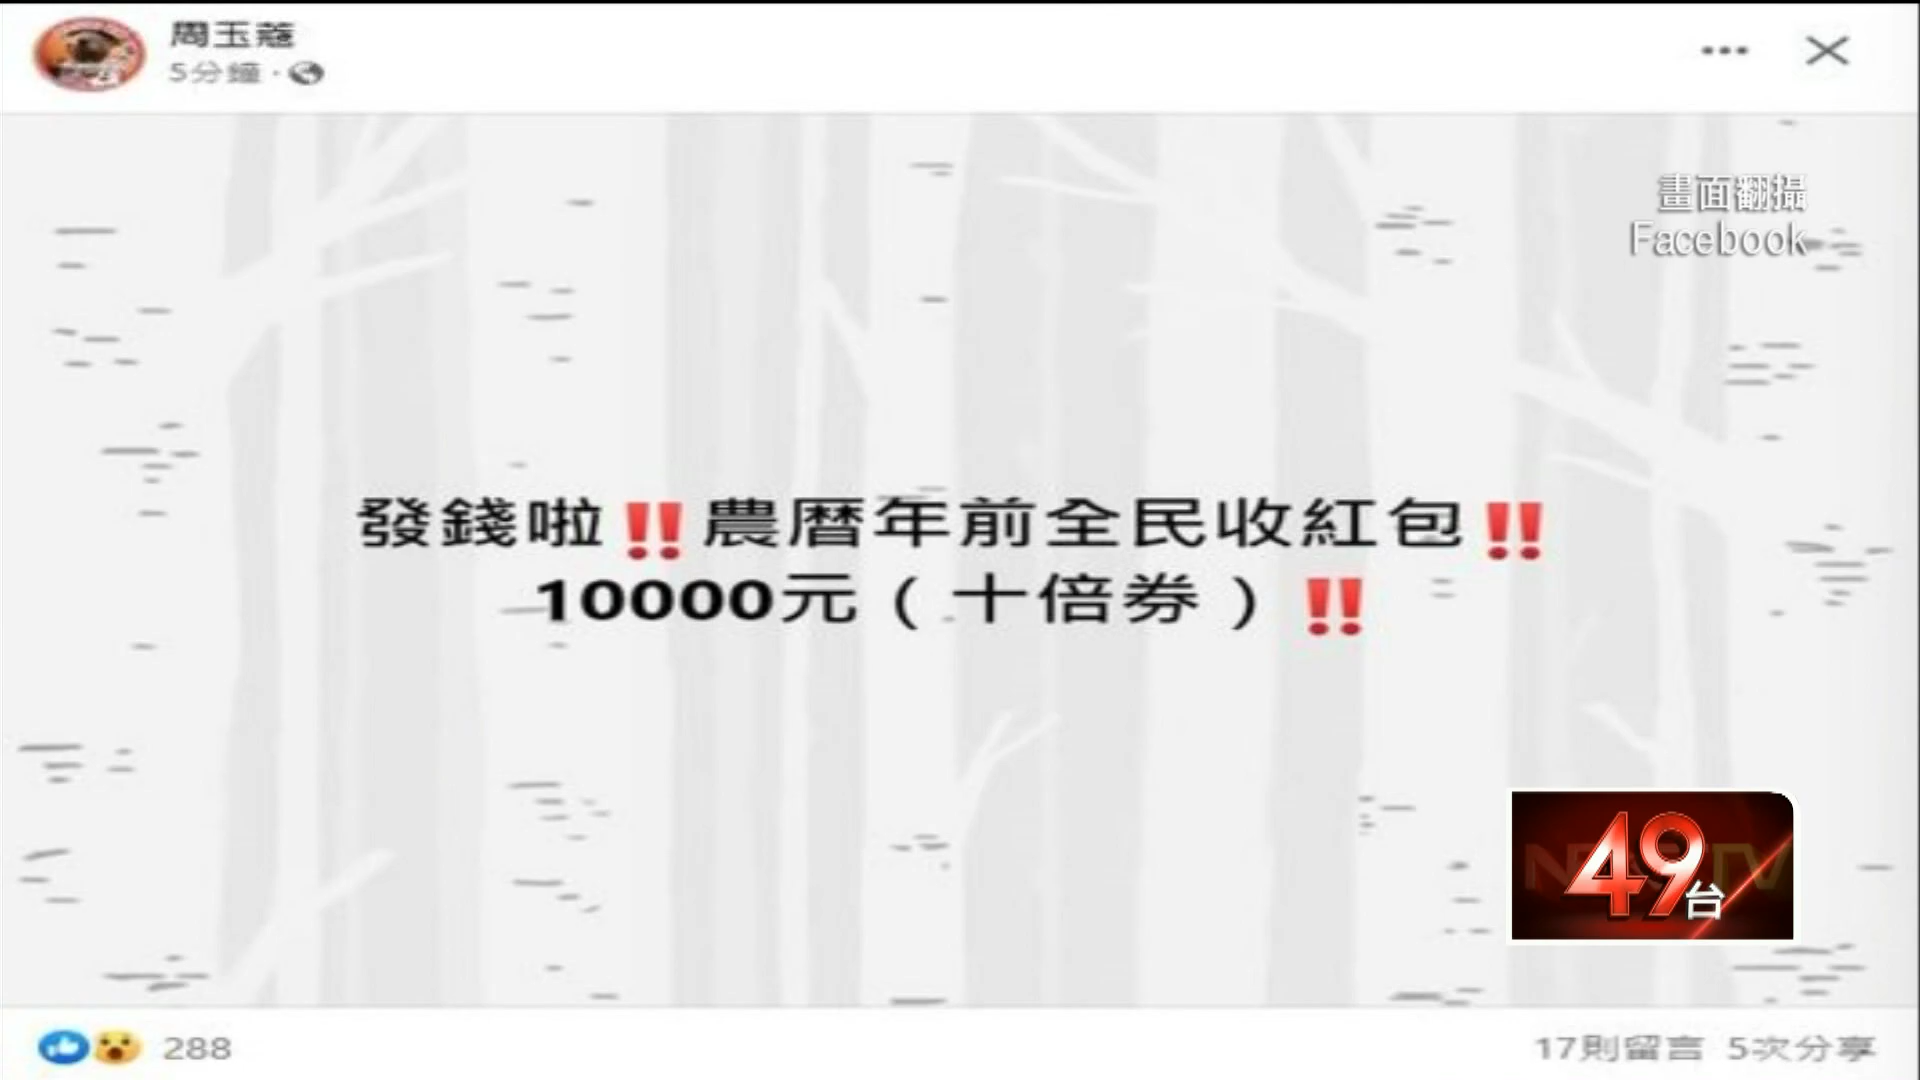 周玉蔻
5分鐘·
畫面翻攝
Facebook
發錢啦‼️農曆年前全民收紅包‼️
10000元（十倍券）‼️
49台
288
17則留言 5次分享